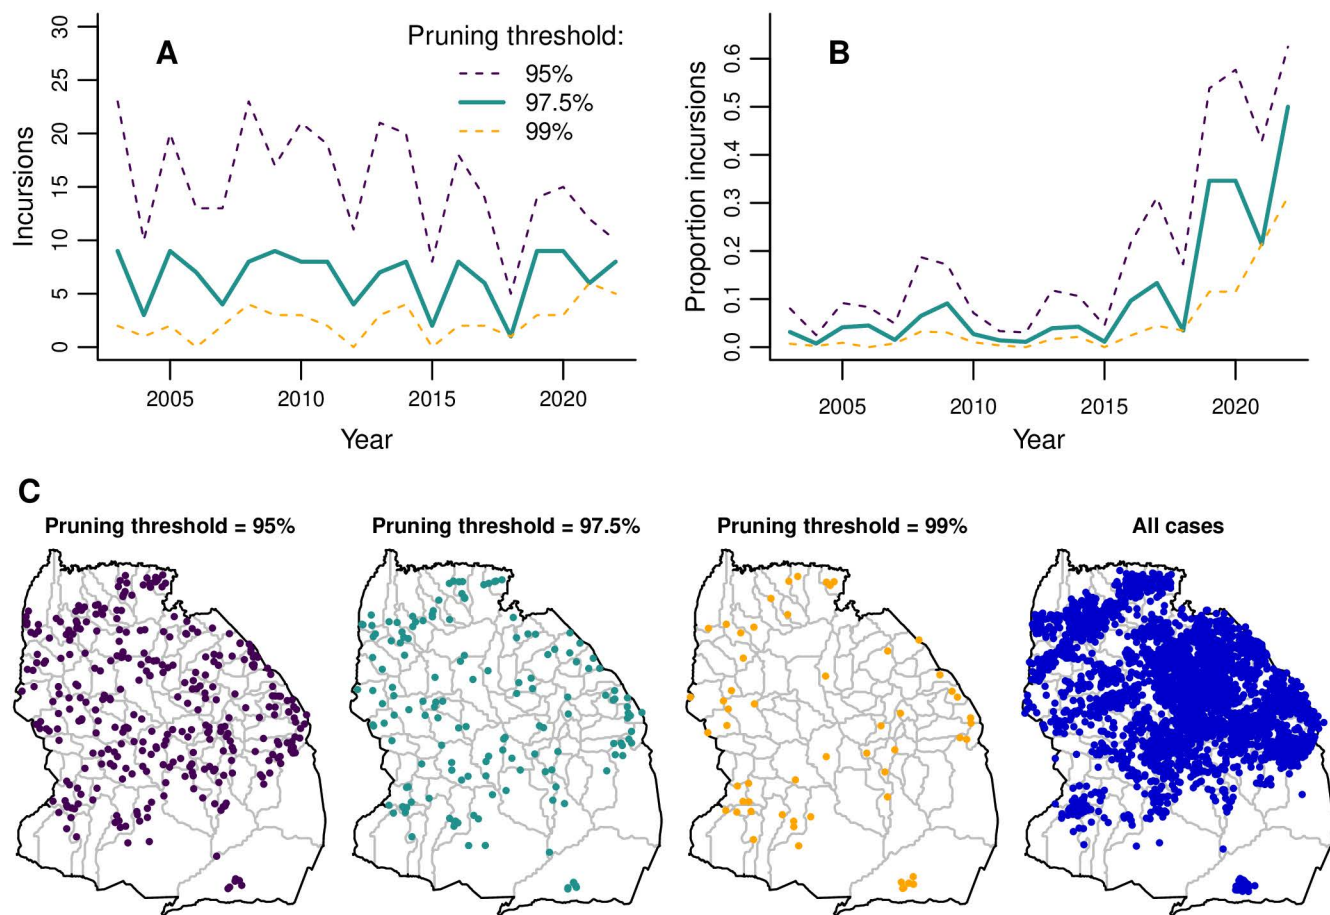 A
Pruning threshold:
95%
97.5%
99%
Incursions
0
5
10
15
20
25
30
2005
2010
2015
2020
Year
B
Proportion incursions
0.0
0.1
0.2
0.3
0.4
0.5
0.6
2005
2010
2015
2020
Year
C
Pruning threshold = 95%
Pruning threshold = 97.5%
Pruning threshold = 99%
All cases